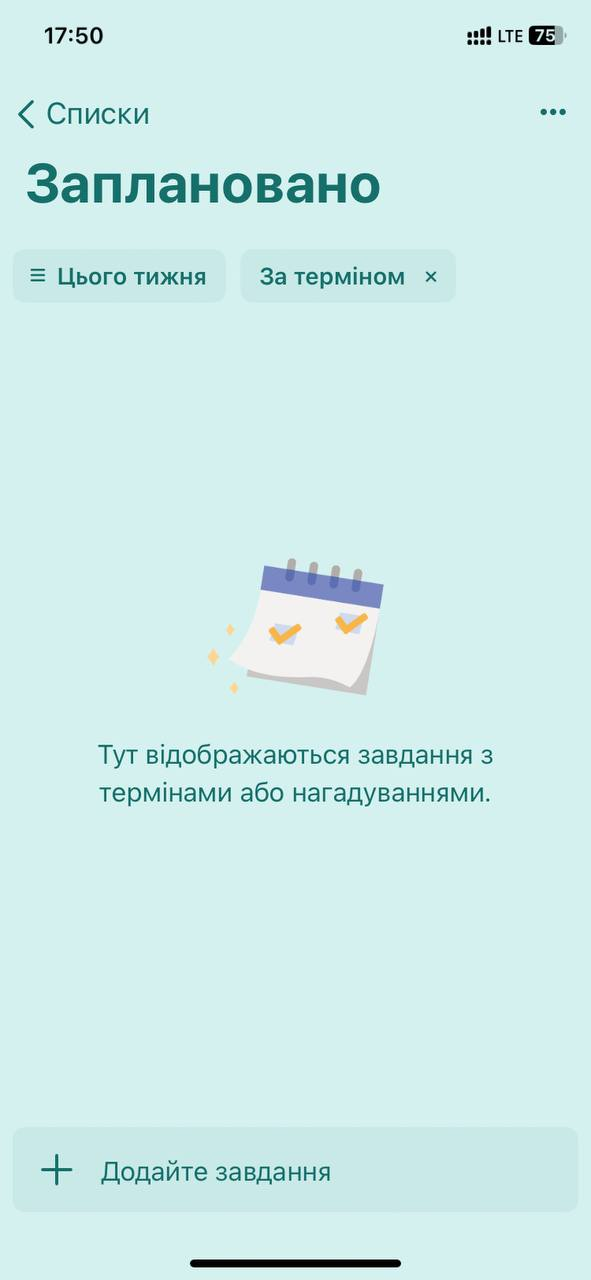 17:50 LTE 75
Списки
Заплановано
Цього тижня За терміном ×
Тут відображаються завдання з
термінами або нагадуваннями.
Додайте завдання